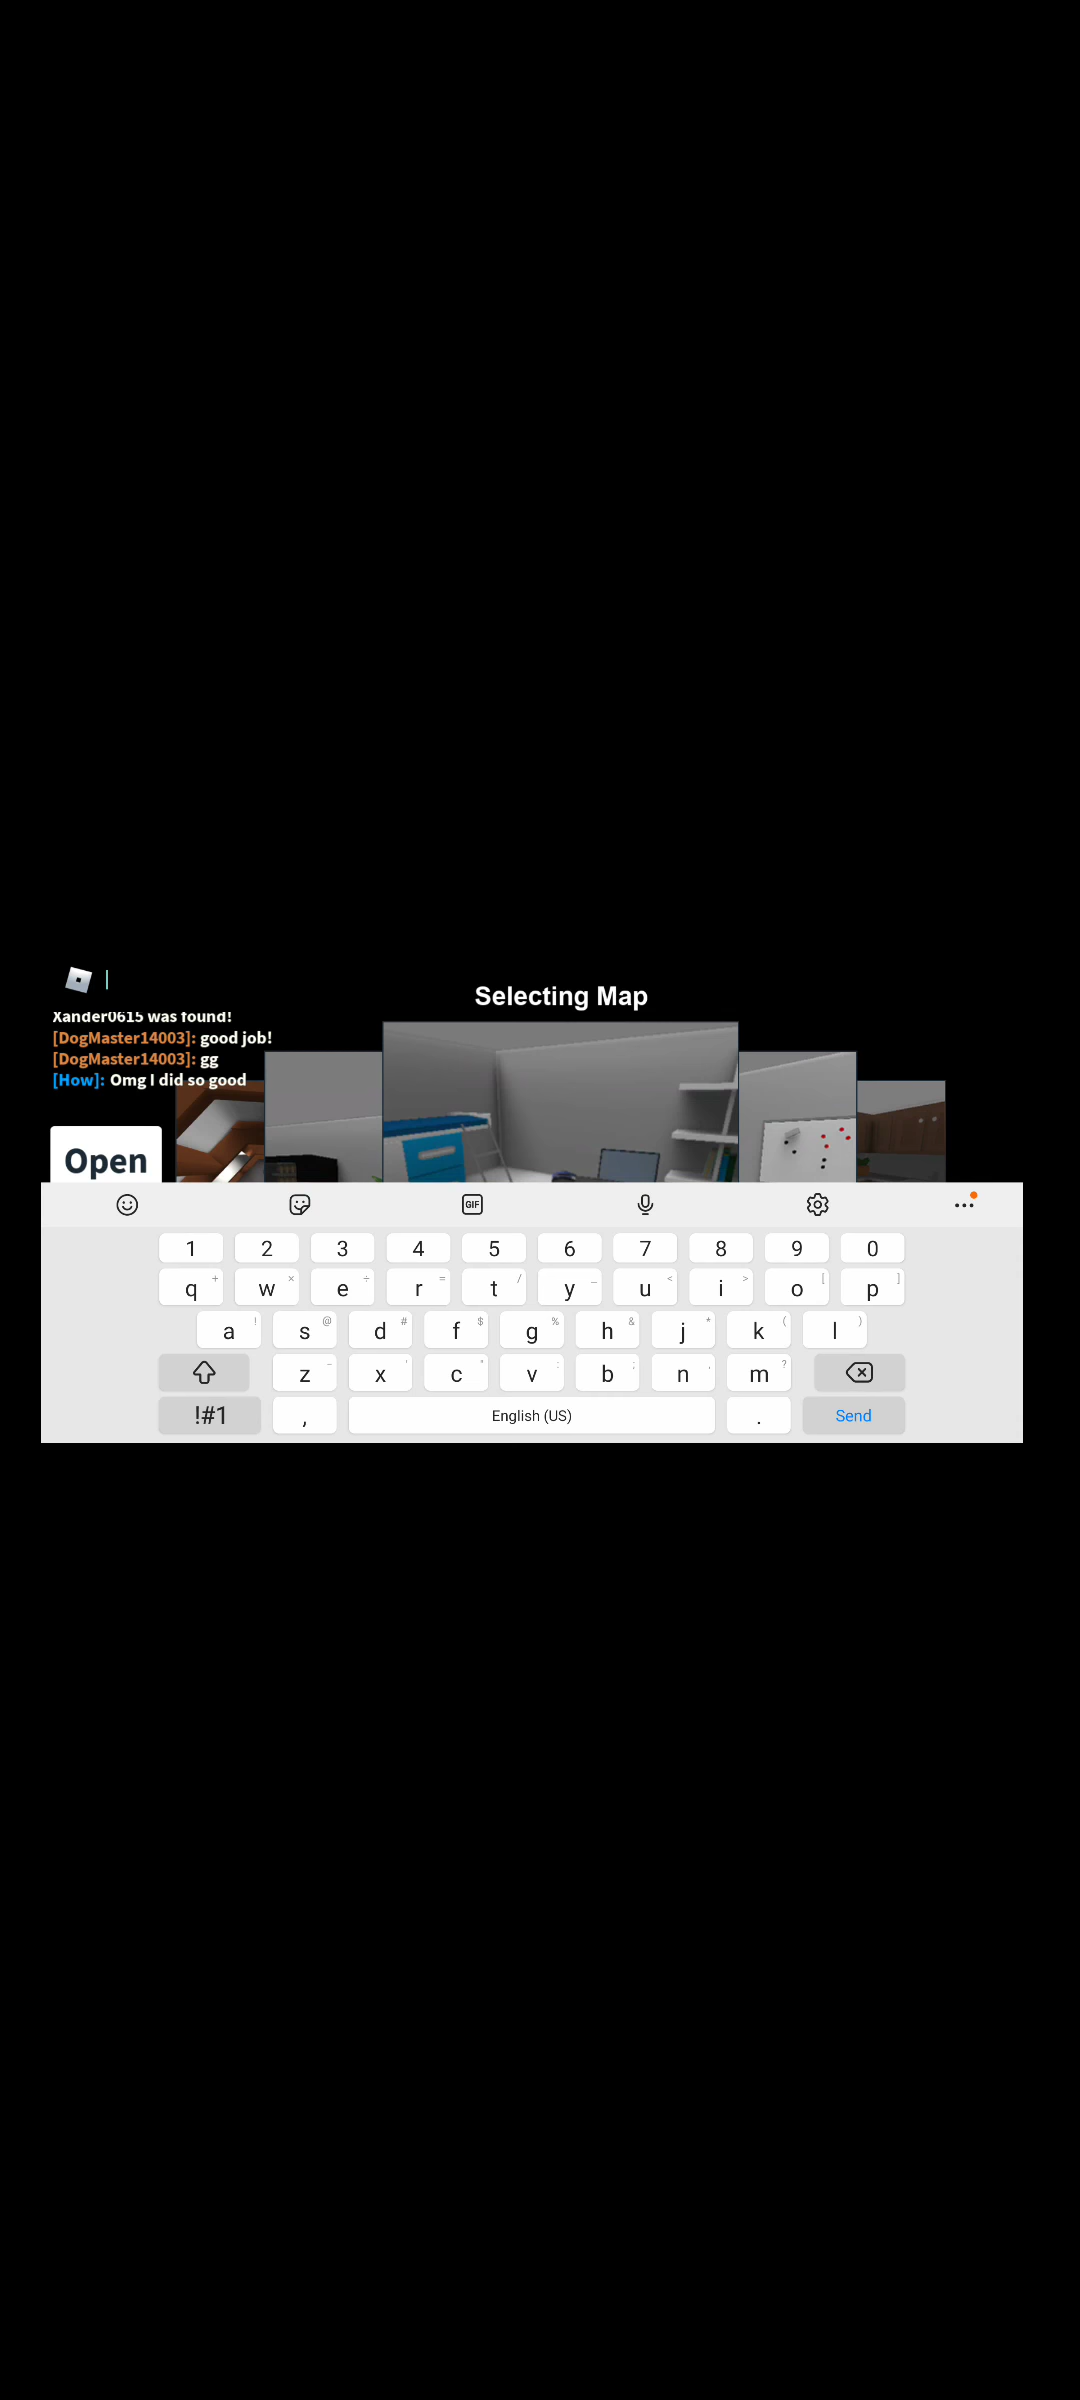 Selecting Map
Xander0615 was found!
[DogMaster14003]: good job!
[DogMaster14003]: gg
[How]: Omg I did so good
Open
GIF
1 2 3 4 5 6 7 8 9 0
q + w × e ÷ r = t / y _ u < i > o [ p ]
a ! s @ d # f $ g % h & j * k ( l )
z - x ' c " v : b ; n , m ?
!#1 , English (US) . Send